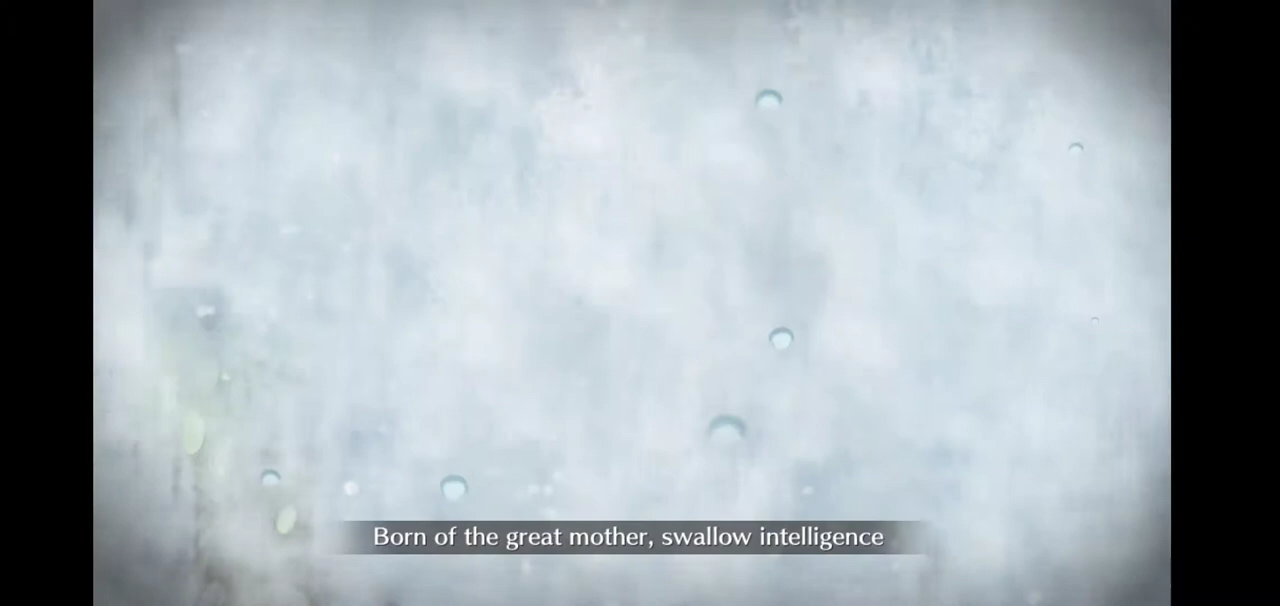 Born of the great mother, swallow intelligence